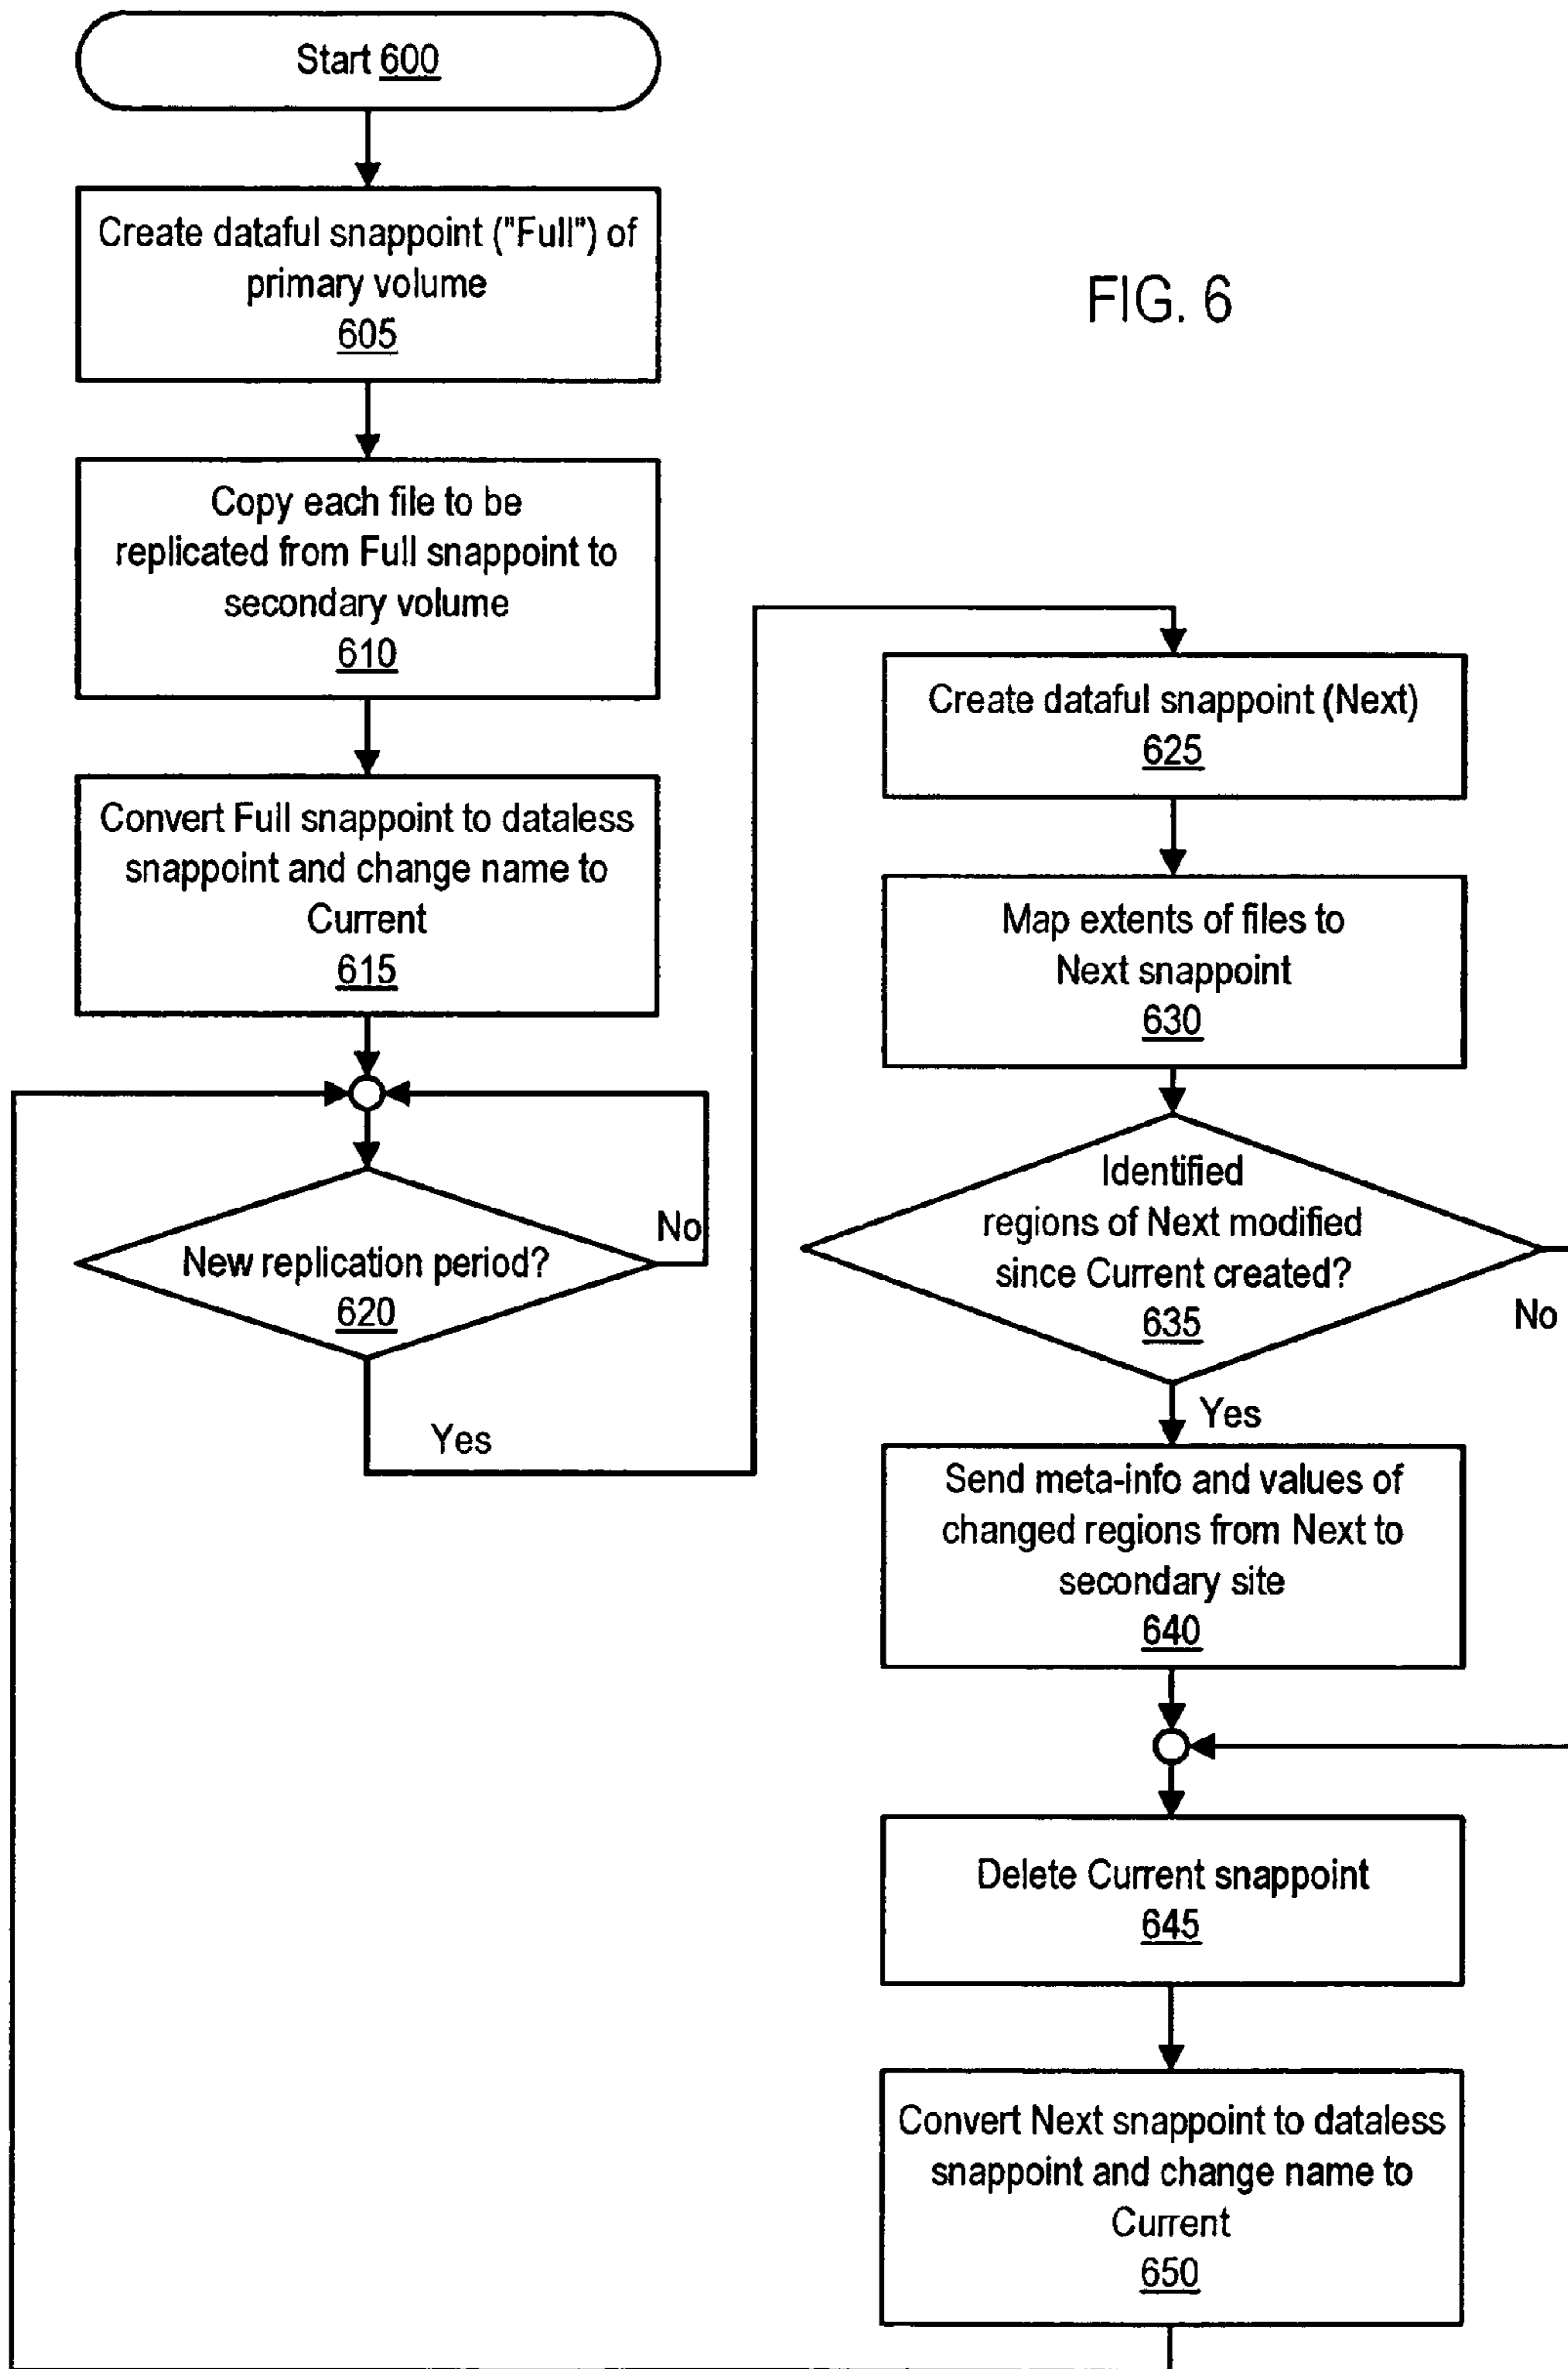 Start 600
Create dataful snappoint ("Full") of
primary volume
605
FIG. 6
Copy each file to be
replicated from Full snappoint to
secondary volume
610
Convert Full snappoint to dataless
snappoint and change name to
Current
615
New replication period?
620
No
Yes
Create dataful snappoint (Next)
625
Map extents of files to
Next snappoint
630
Identified
regions of Next modified
since Current created?
635
No
Yes
Send meta-info and values of
changed regions from Next to
secondary site
640
Delete Current snappoint
645
Convert Next snappoint to dataless
snappoint and change name to
Current
650